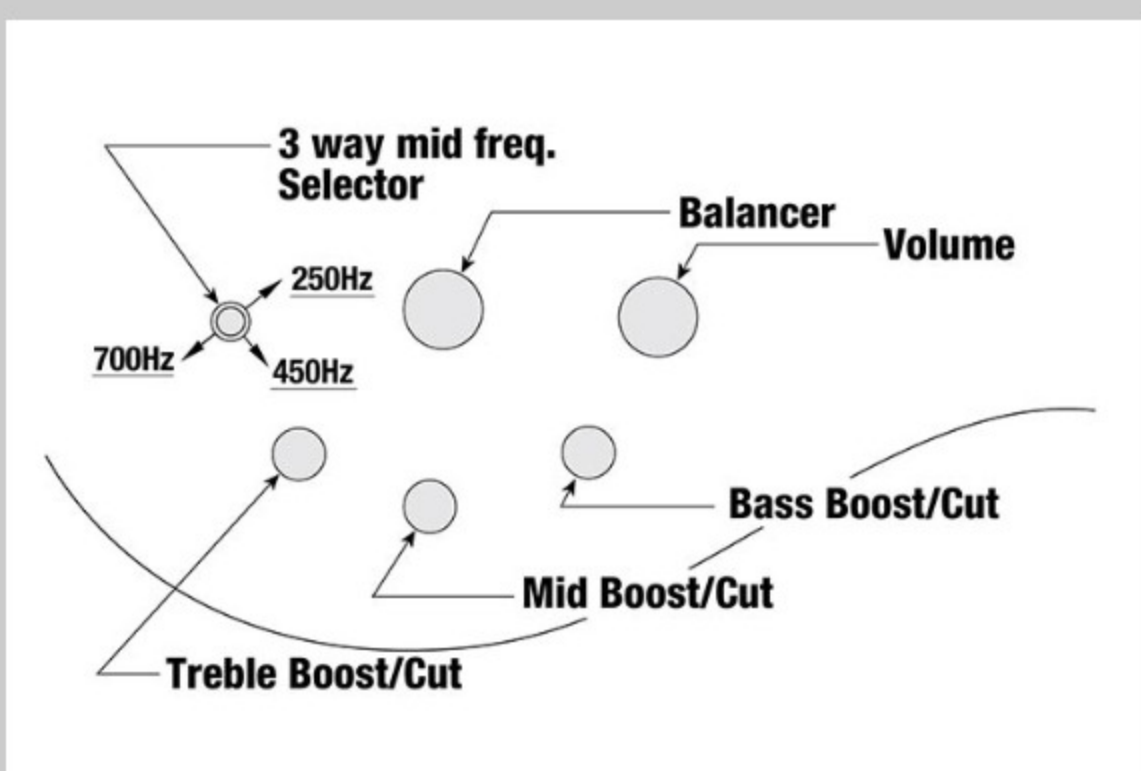 3 way mid freq.
Selector
Balancer
Volume
250Hz
700Hz
450Hz
Bass Boost/Cut
Mid Boost/Cut
Treble Boost/Cut